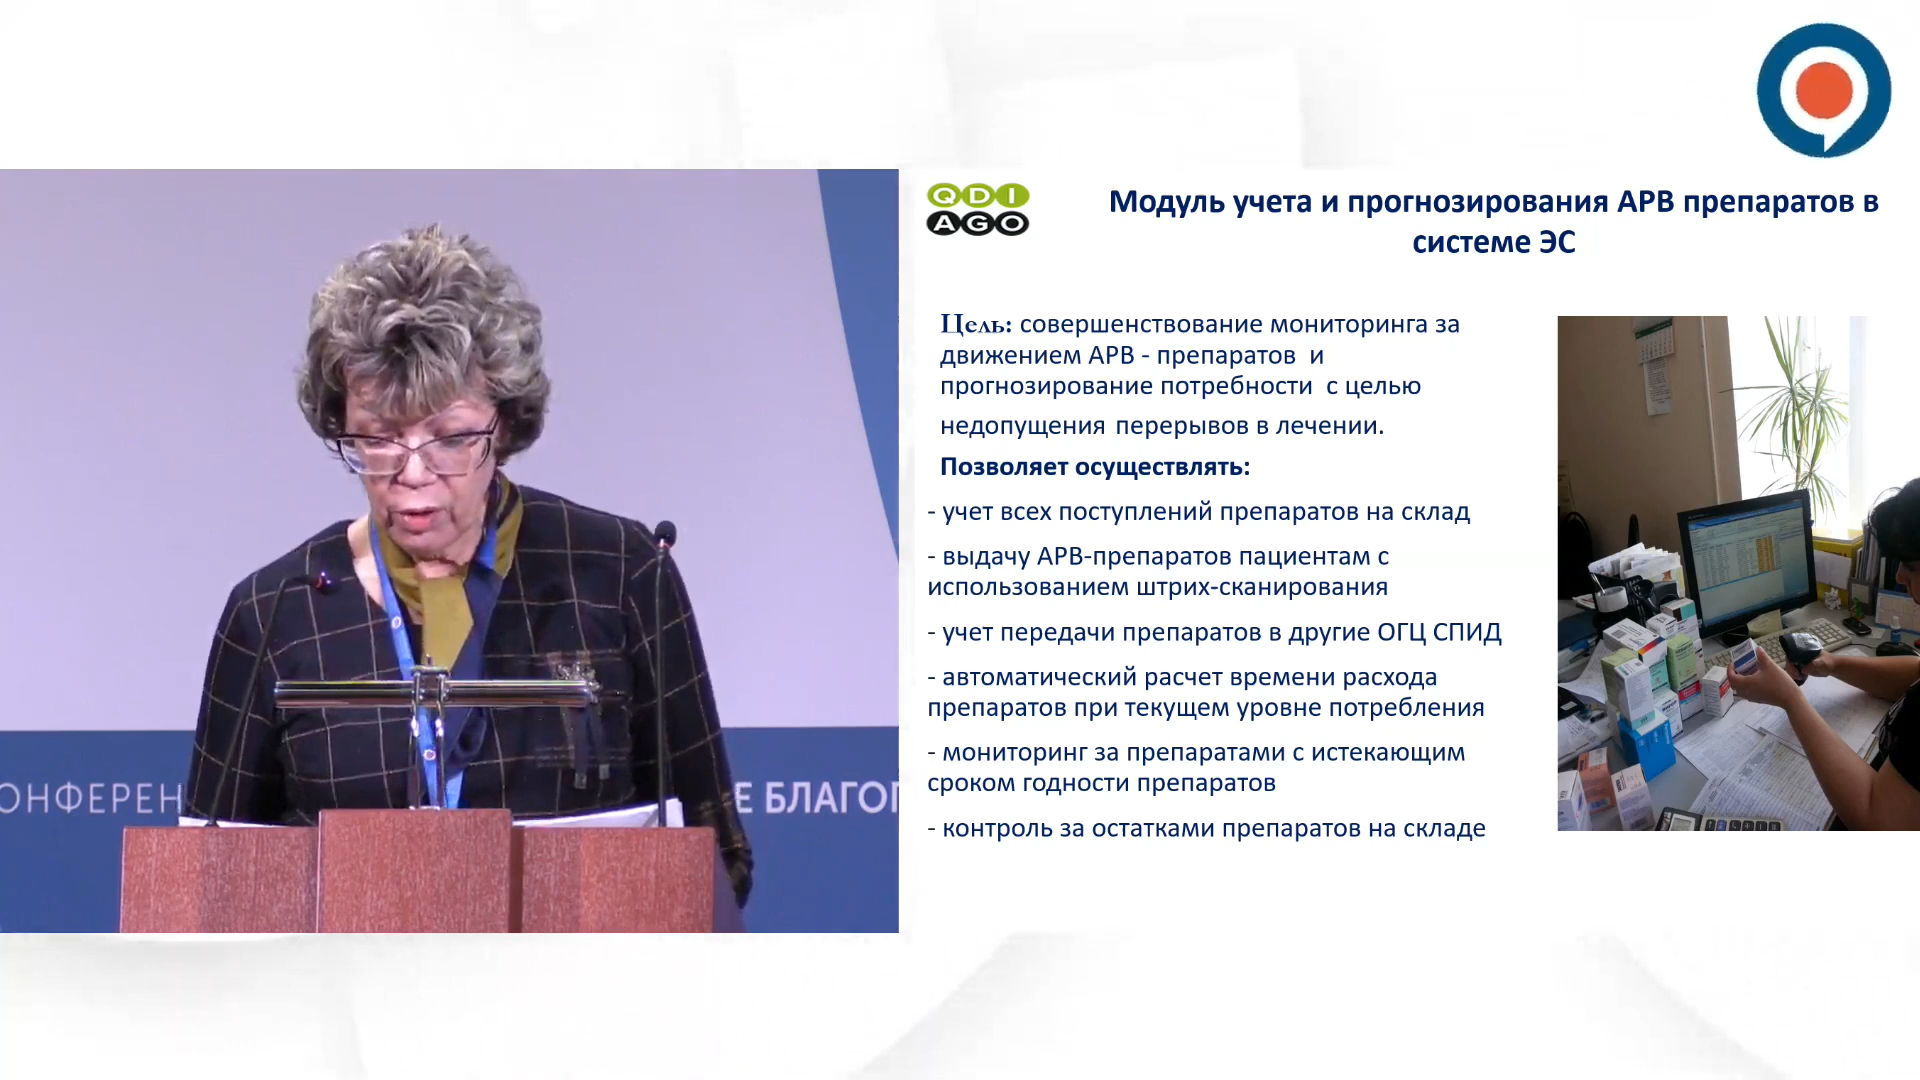 QDI
AGO
Модуль учета и прогнозирования АРВ препаратов в
системе ЭС
Цель: совершенствование мониторинга за
движением АРВ - препаратов и
прогнозирование потребности с целью
недопущения перерывов в лечении.
Позволяет осуществлять:
- учет всех поступлений препаратов на склад
- выдачу АРВ-препаратов пациентам с
использованием штрих-сканирования
- учет передачи препаратов в другие ОГЦ СПИД
- автоматический расчет времени расхода
препаратов при текущем уровне потребления
- мониторинг за препаратами с истекающим
сроком годности препаратов
- контроль за остатками препаратов на складе
ОНФЕРЕН Е БЛАГОП